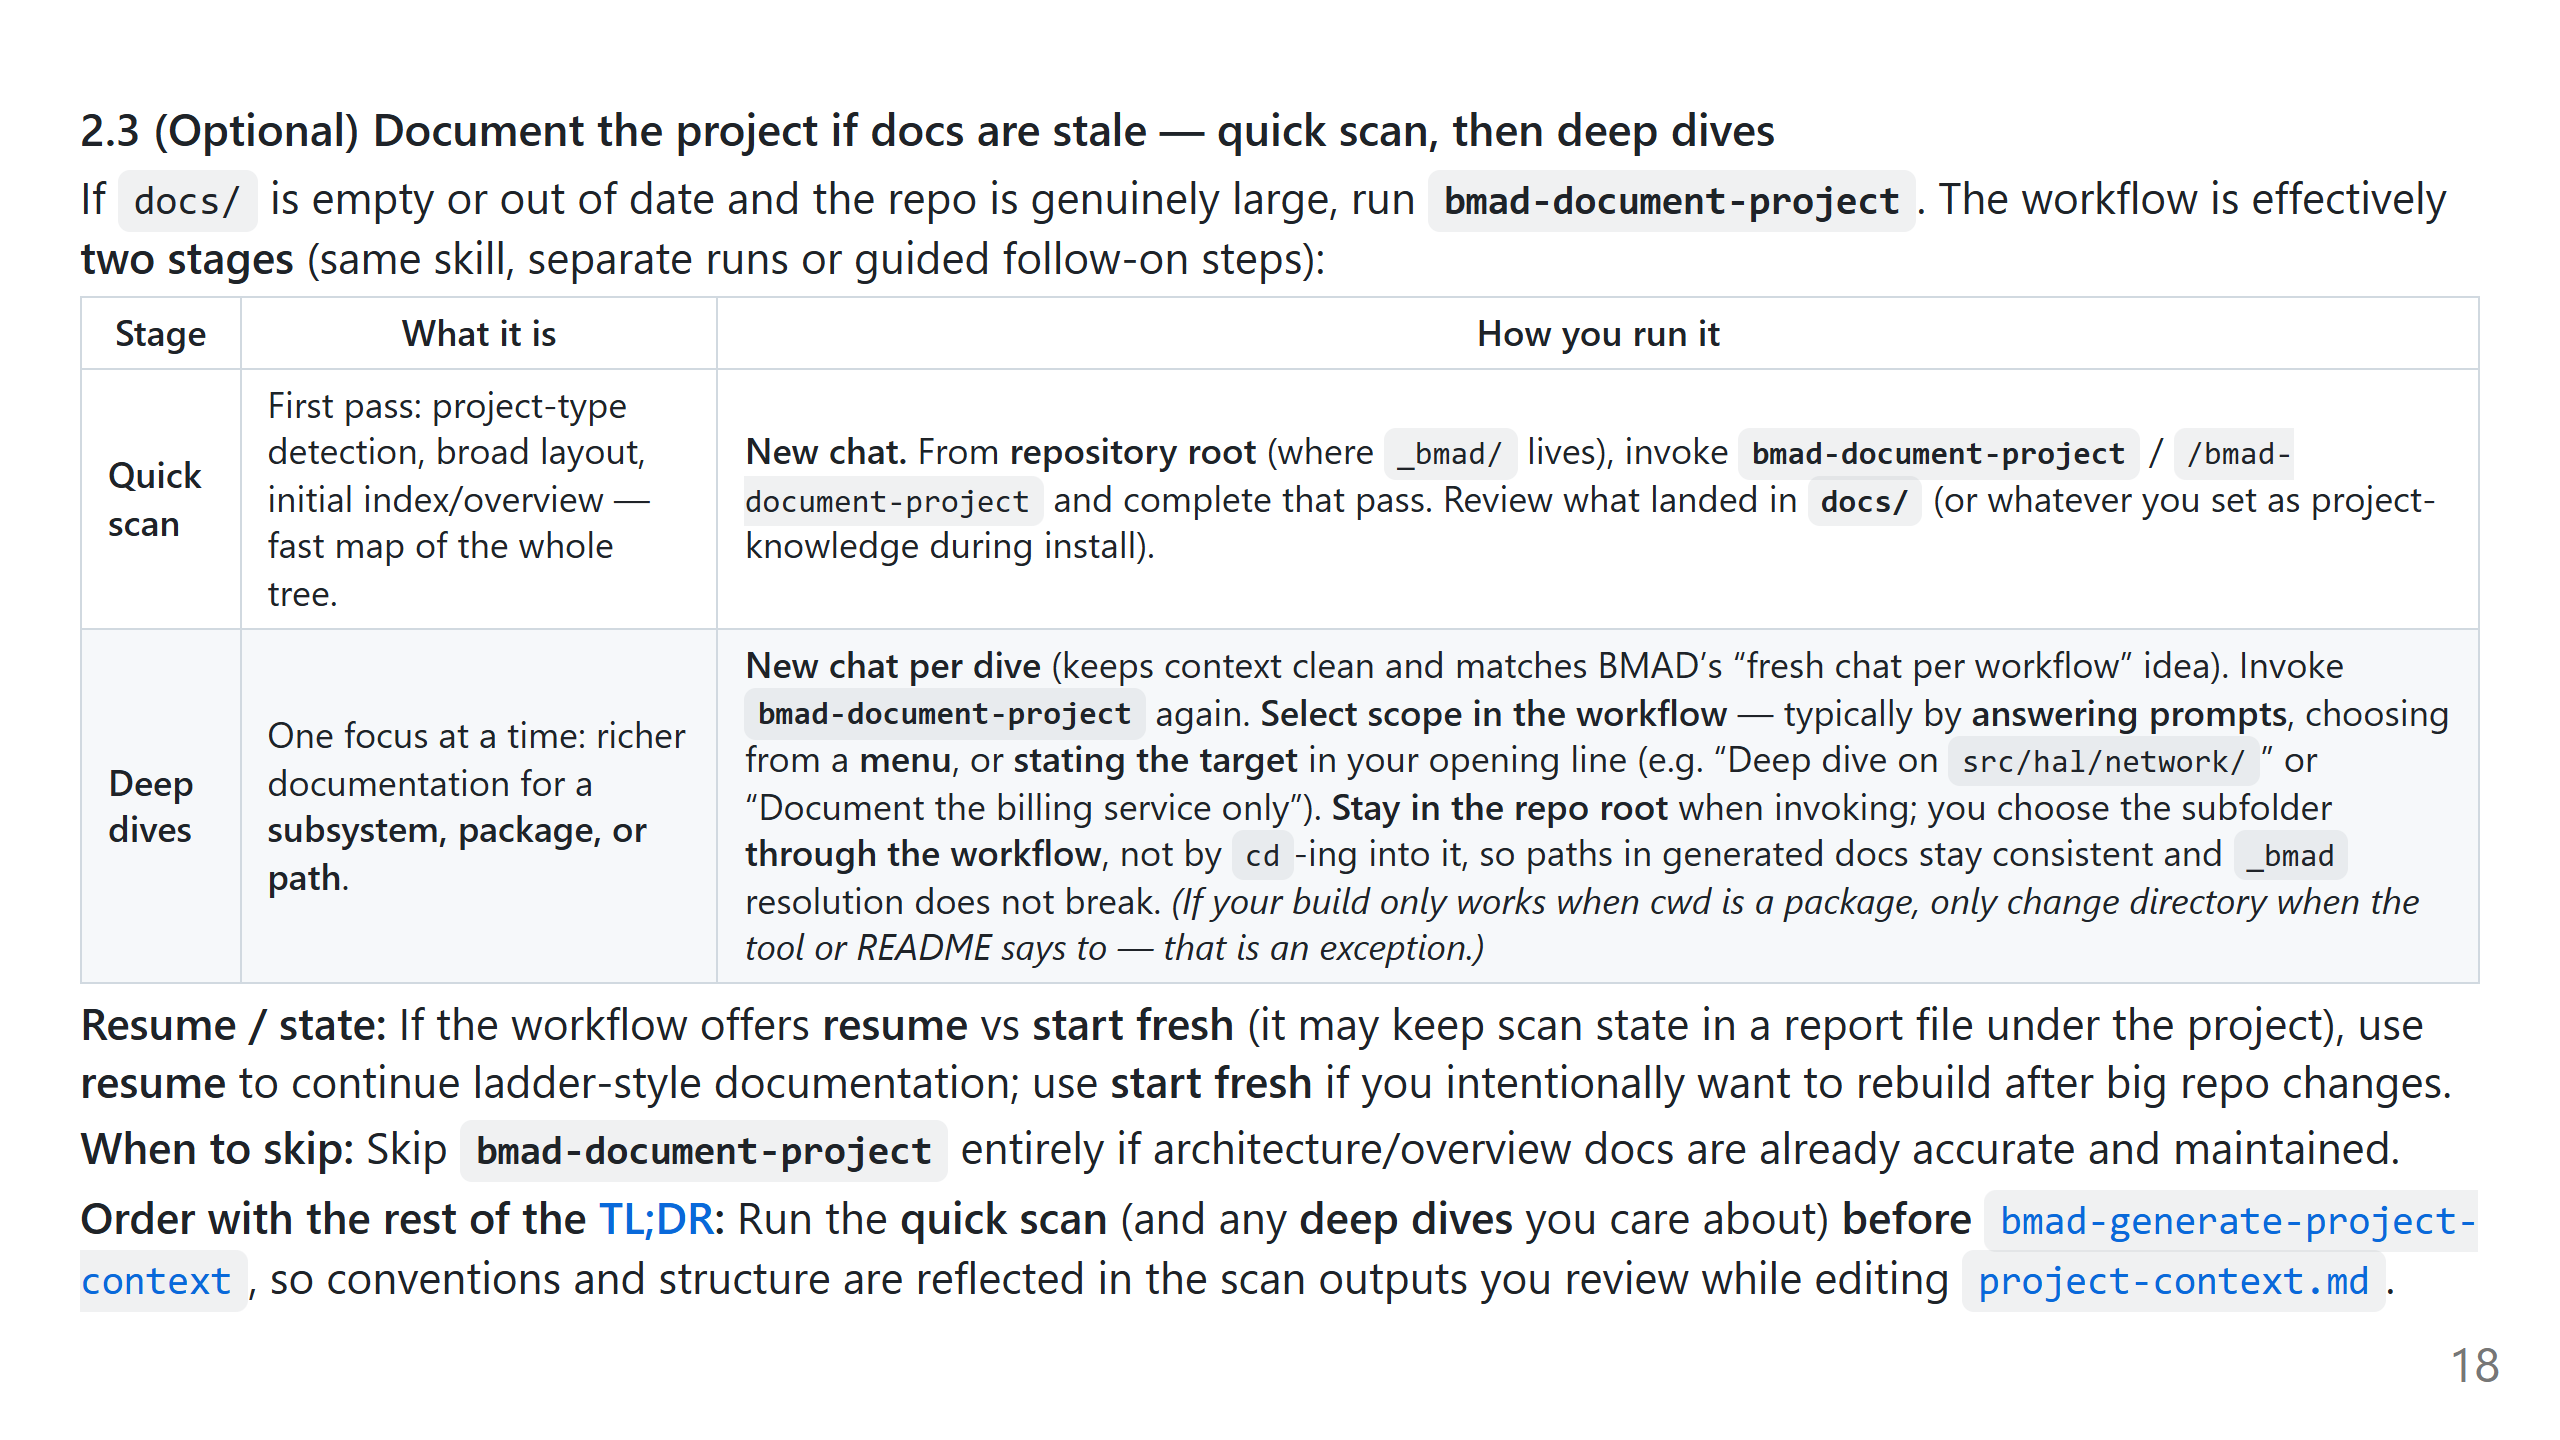 2.3 (Optional) Document the project if docs are stale — quick scan, then deep dives
If docs/ is empty or out of date and the repo is genuinely large, run bmad-document-project. The workflow is effectively
two stages (same skill, separate runs or guided follow-on steps):
Stage
What it is
How you run it
Quick
scan
First pass: project-type
detection, broad layout,
initial index/overview —
fast map of the whole
tree.
New chat. From repository root (where _bmad/ lives), invoke bmad-document-project / /bmad-
document-project and complete that pass. Review what landed in docs/ (or whatever you set as project-
knowledge during install).
Deep
dives
One focus at a time: richer
documentation for a
subsystem, package, or
path.
New chat per dive (keeps context clean and matches BMAD’s “fresh chat per workflow” idea). Invoke
bmad-document-project again. Select scope in the workflow — typically by answering prompts, choosing
from a menu, or stating the target in your opening line (e.g. “Deep dive on src/hal/network/” or
“Document the billing service only”). Stay in the repo root when invoking; you choose the subfolder
through the workflow, not by cd-ing into it, so paths in generated docs stay consistent and _bmad
resolution does not break. (If your build only works when cwd is a package, only change directory when the
tool or README says to — that is an exception.)
Resume / state: If the workflow offers resume vs start fresh (it may keep scan state in a report file under the project), use
resume to continue ladder-style documentation; use start fresh if you intentionally want to rebuild after big repo changes.
When to skip: Skip bmad-document-project entirely if architecture/overview docs are already accurate and maintained.
Order with the rest of the TL;DR: Run the quick scan (and any deep dives you care about) before bmad-generate-project-
context, so conventions and structure are reflected in the scan outputs you review while editing project-context.md.
18